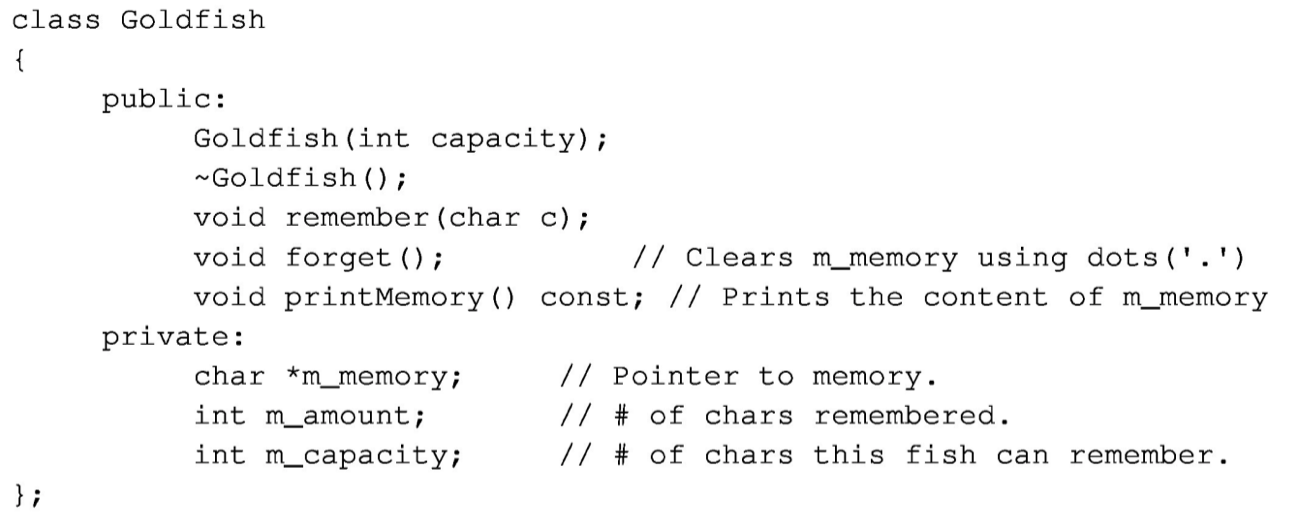 class Goldfish
{
public:
Goldfish(int capacity);
~Goldfish();
void remember(char c);
void forget(); // Clears m_memory using dots('.')
void printMemory() const; // Prints the content of m_memory
private:
char *m_memory; // Pointer to memory.
int m_amount; // # of chars remembered.
int m_capacity; // # of chars this fish can remember.
};